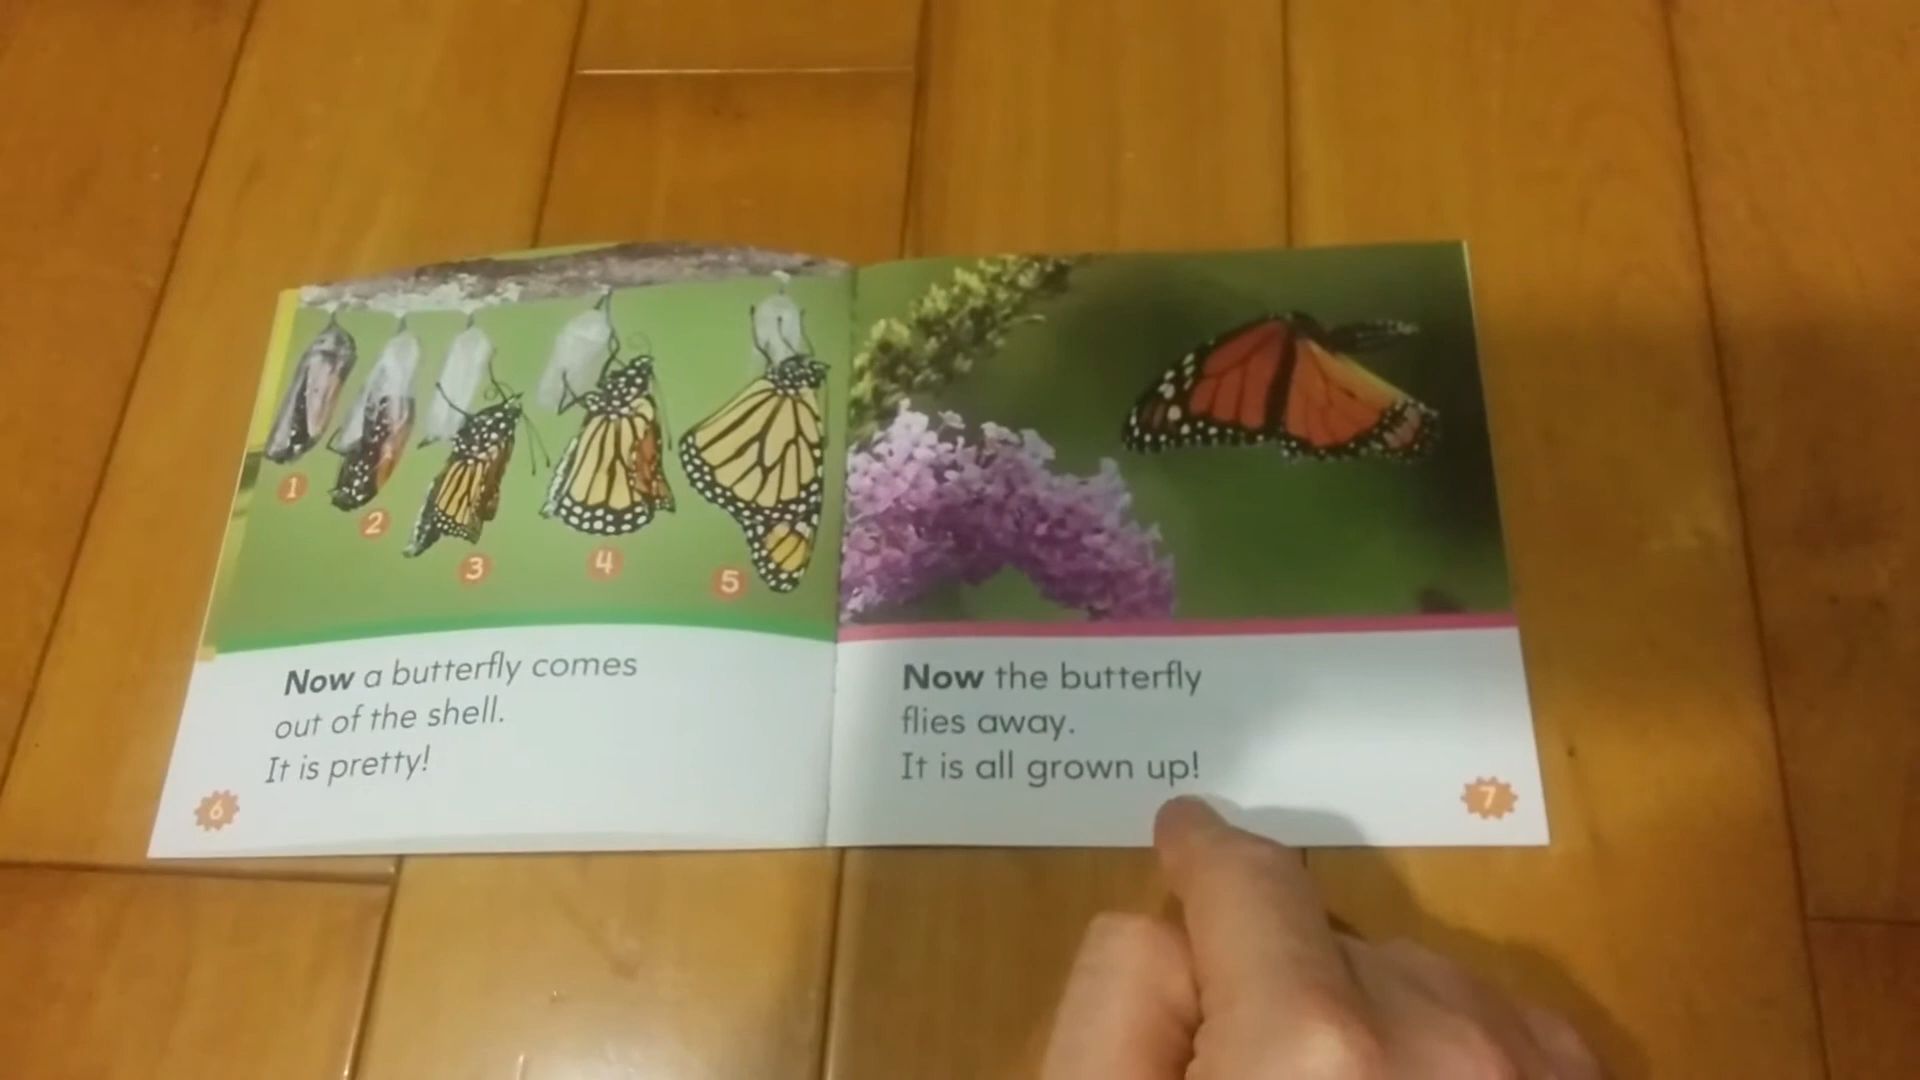 1
2
3
4
5
Now a butterfly comes
out of the shell.
It is pretty!
6
Now the butterfly
flies away.
It is all grown up!
7